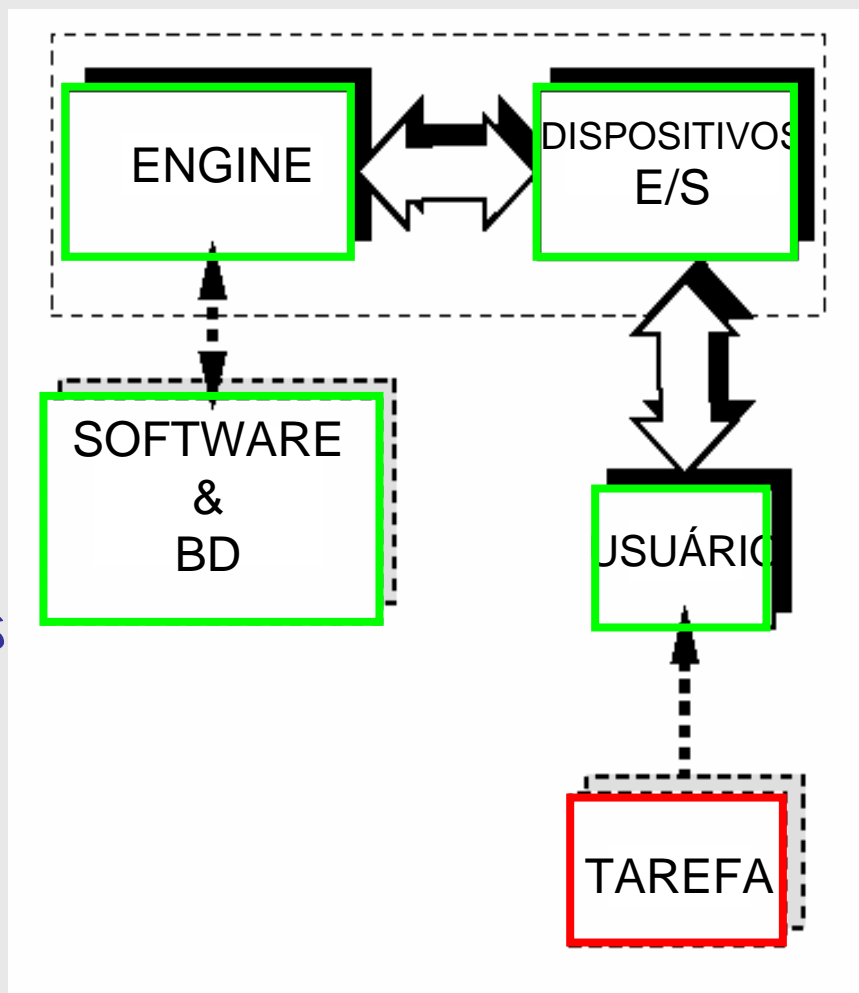 ENGINE
DISPOSITIVOS
E/S
SOFTWARE
&
BD
USUÁRIO
TAREFA